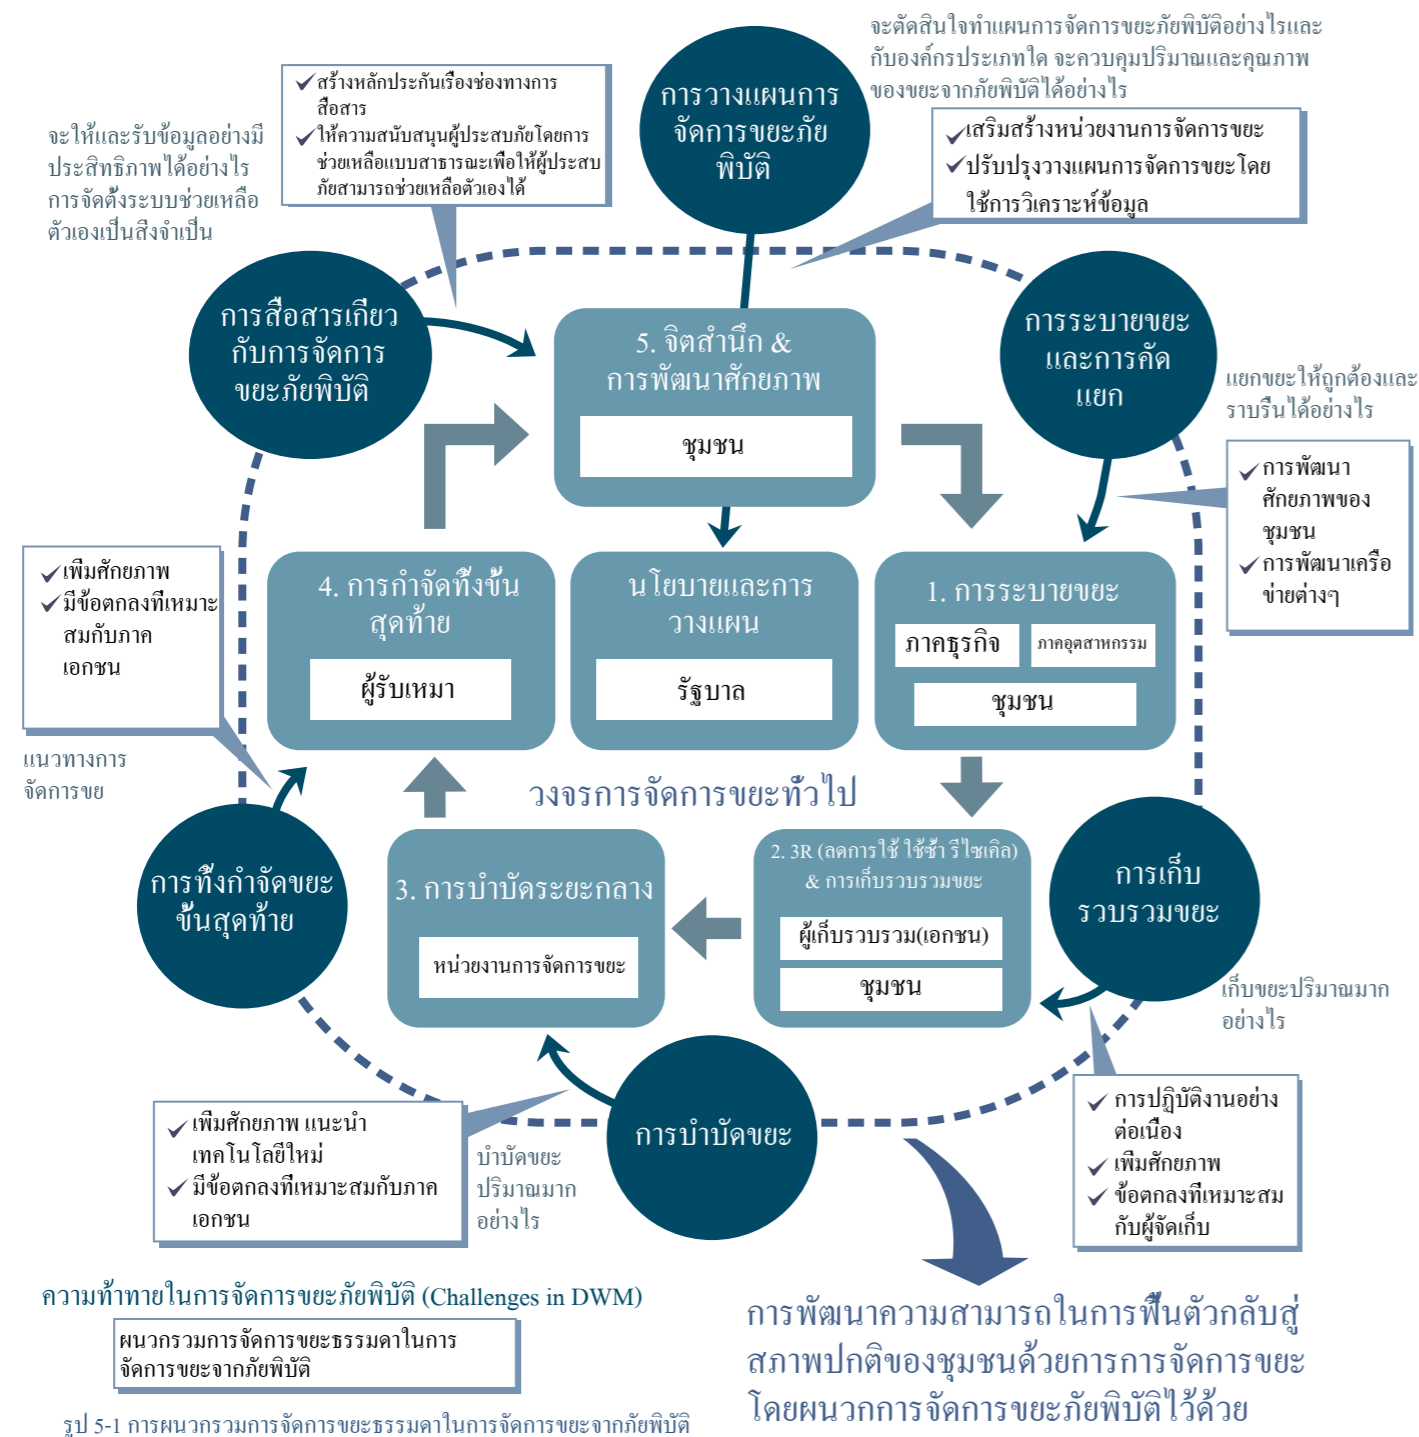 จะตัดสินใจทำแผนการจัดการขยะภัยพิบัติอย่างไรและ
กับองค์กรประเภทใด จะควบคุมปริมาณและคุณภาพ
ของขยะจากภัยพิบัติได้อย่างไร
การวางแผนการ
จัดการขยะภัย
พิบัติ
สร้างหลักประกันเรื่องช่องทางการ
สื่อสาร
ให้ความสนับสนุนผู้ประสบภัยโดยการ
ช่วยเหลือแบบสาธารณะเพื่อให้ผู้ประสบ
ภัยสามารถช่วยเหลือตัวเองได้
เสริมสร้างหน่วยงานการจัดการขยะ
ปรับปรุงวางแผนการจัดการขยะโดย
ใช้การวิเคราะห์ข้อมูล
จะให้และรับข้อมูลอย่างมี
ประสิทธิภาพได้อย่างไร
การจัดตั้งระบบช่วยเหลือ
ตัวเองเป็นสิ่งจำเป็น
การสื่อสารเกี่ยว
กับการจัดการ
ขยะภัยพิบัติ
5. จิตสำนึก &
การพัฒนาศักยภาพ
ชุมชน
การระบายขยะ
และการคัด
แยก
แยกขยะให้ถูกต้องและ
ราบรื่นได้อย่างไร
การพัฒนา
ศักยภาพของ
ชุมชน
การพัฒนาเครือ
ข่ายต่างๆ
เพิ่มศักยภาพ
มีข้อตกลงที่เหมาะ
สมกับภาค
เอกชน
แนวทางการ
จัดการขย
4. การกำจัดทิ้งขั้น
สุดท้าย
ผู้รับเหมา
นโยบายและการ
วางแผน
รัฐบาล
1. การระบายขยะ
ภาคธุรกิจ
ภาคอุตสาหกรรม
ชุมชน
วงจรการจัดการขยะทั่วไป
การทิ้งกำจัดขยะ
ขั้นสุดท้าย
3. การบำบัดระยะกลาง
หน่วยงานการจัดการขยะ
2. 3R (ลดการใช้ ใช้ซ้ำ รีไซเคิล)
& การเก็บรวบรวมขยะ
ผู้เก็บรวบรวม(เอกชน)
ชุมชน
การเก็บ
รวบรวมขยะ
เก็บขยะปริมาณมาก
อย่างไร
การปฏิบัติงานอย่าง
ต่อเนื่อง
เพิ่มศักยภาพ
ข้อตกลงที่เหมาะสม
กับผู้จัดเก็บ
การบำบัดขยะ
บำบัดขยะ
ปริมาณมาก
อย่างไร
เพิ่มศักยภาพ แนะนำ
เทคโนโลยีใหม่
มีข้อตกลงที่เหมาะสมกับภาค
เอกชน
ความท้าทายในการจัดการขยะภัยพิบัติ (Challenges in DWM)
ผนวกรวมการจัดการขยะธรรมดาในการ
จัดการขยะจากภัยพิบัติ
การพัฒนาความสามารถในการฟื้นตัวกลับสู่
สภาพปกติของชุมชนด้วยการการจัดการขยะ
โดยผนวกการจัดการขยะภัยพิบัติไว้ด้วย
รูป 5-1 การผนวกรวมการจัดการขยะธรรมดาในการจัดการขยะจากภัยพิบัติ